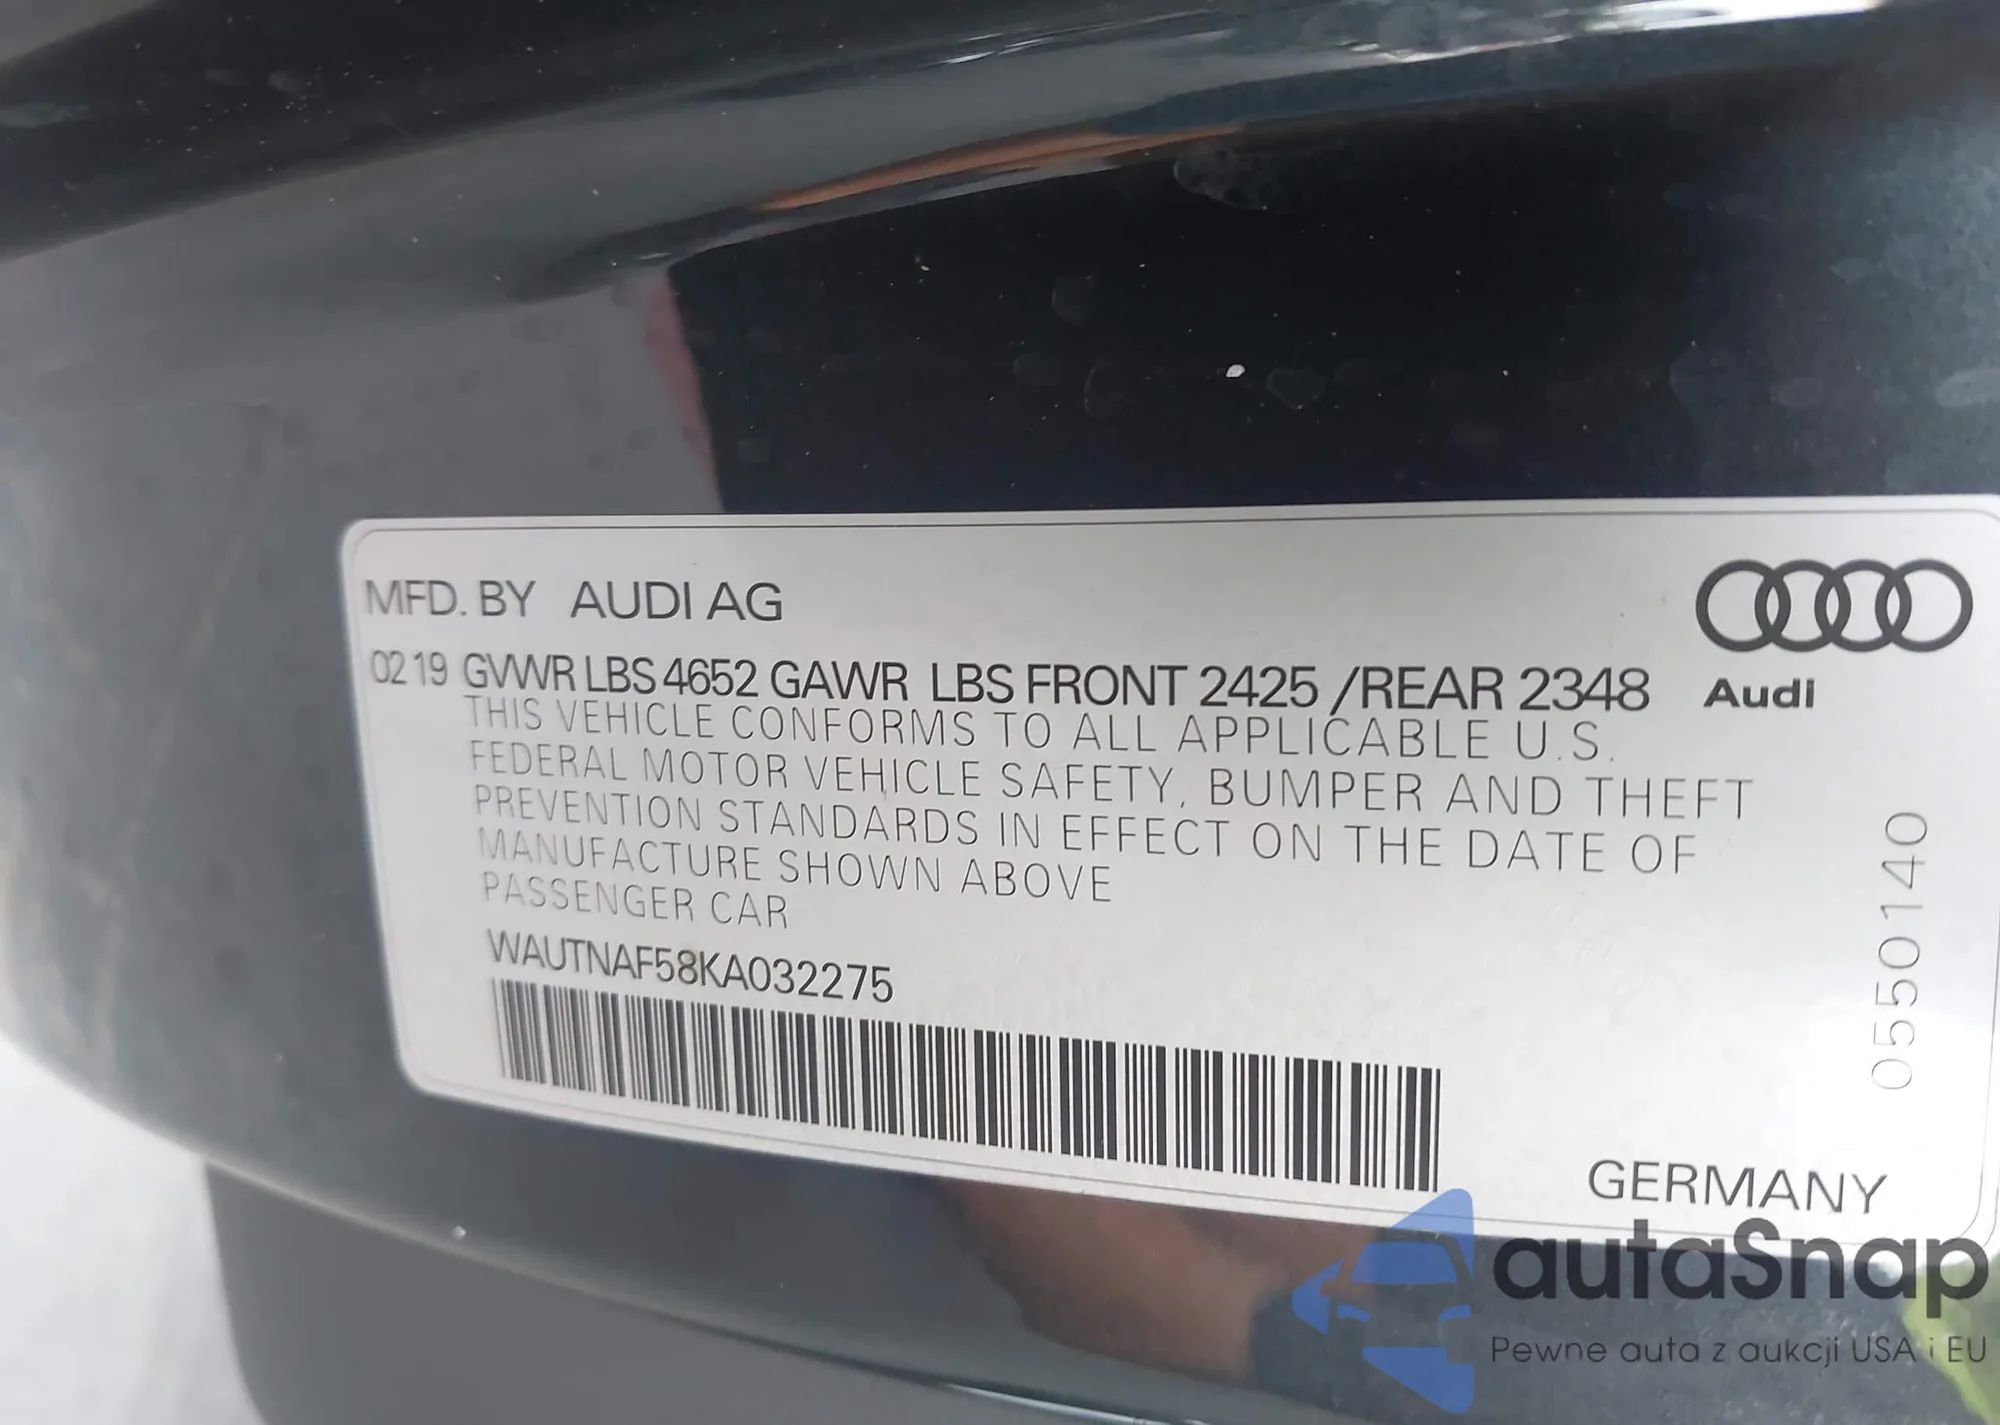 MFD. BY AUDI AG
02 19 GVWR LBS 4652 GAWR LBS FRONT 2425 /REAR 2348
Audi
THIS VEHICLE CONFORMS TO ALL APPLICABLE U.S.
FEDERAL MOTOR VEHICLE SAFETY, BUMPER AND THEFT
PREVENTION STANDARDS IN EFFECT ON THE DATE OF
MANUFACTURE SHOWN ABOVE
PASSENGER CAR
WAUTNAF58KA032275
0550140
GERMANY
autaSnap
Pewne auta z aukcji USA i EU